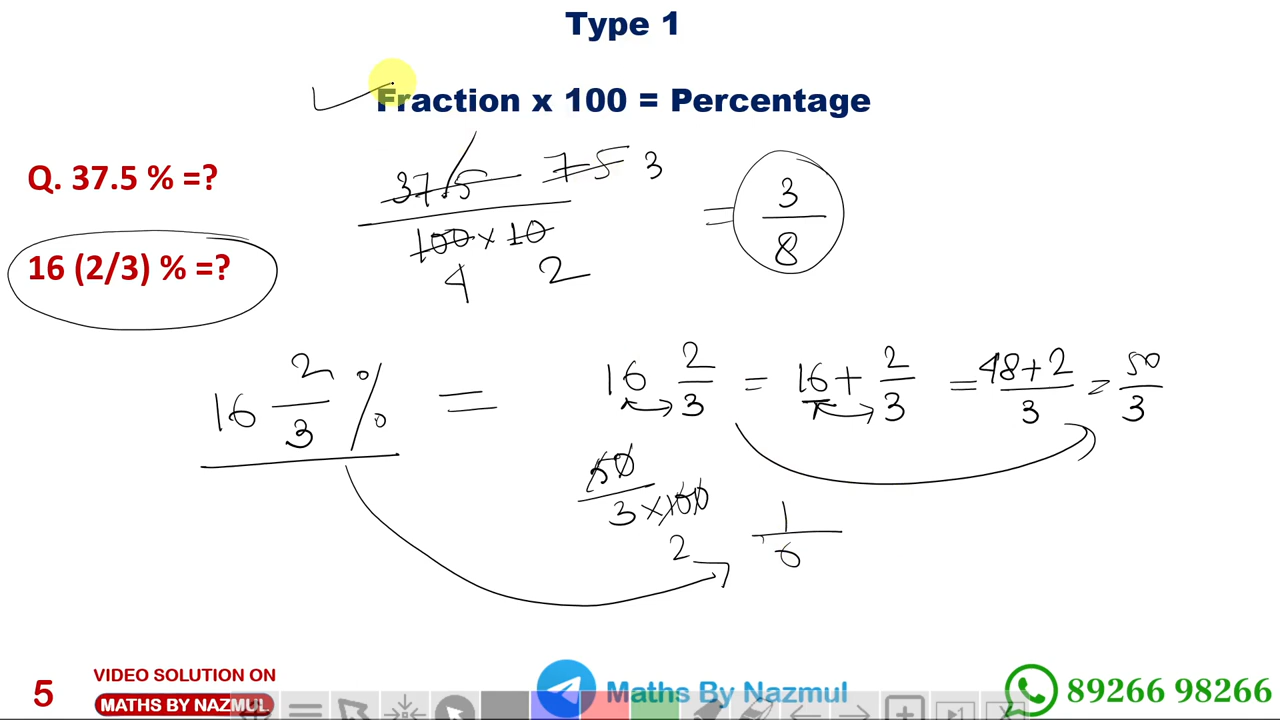 Type 1
Fraction x 100 = Percentage
Q. 37.5 % =?
37.5 75 3
100 × 10
4 2
= 3/8
16 (2/3) % =?
16 2/3 % = 16 2/3 = 16 + 2/3 = 48+2/3 = 50/3
50/3×100
2
1/6
5
VIDEO SOLUTION ON
MATHS BY NAZMUL
Maths By Nazmul
89266 98266